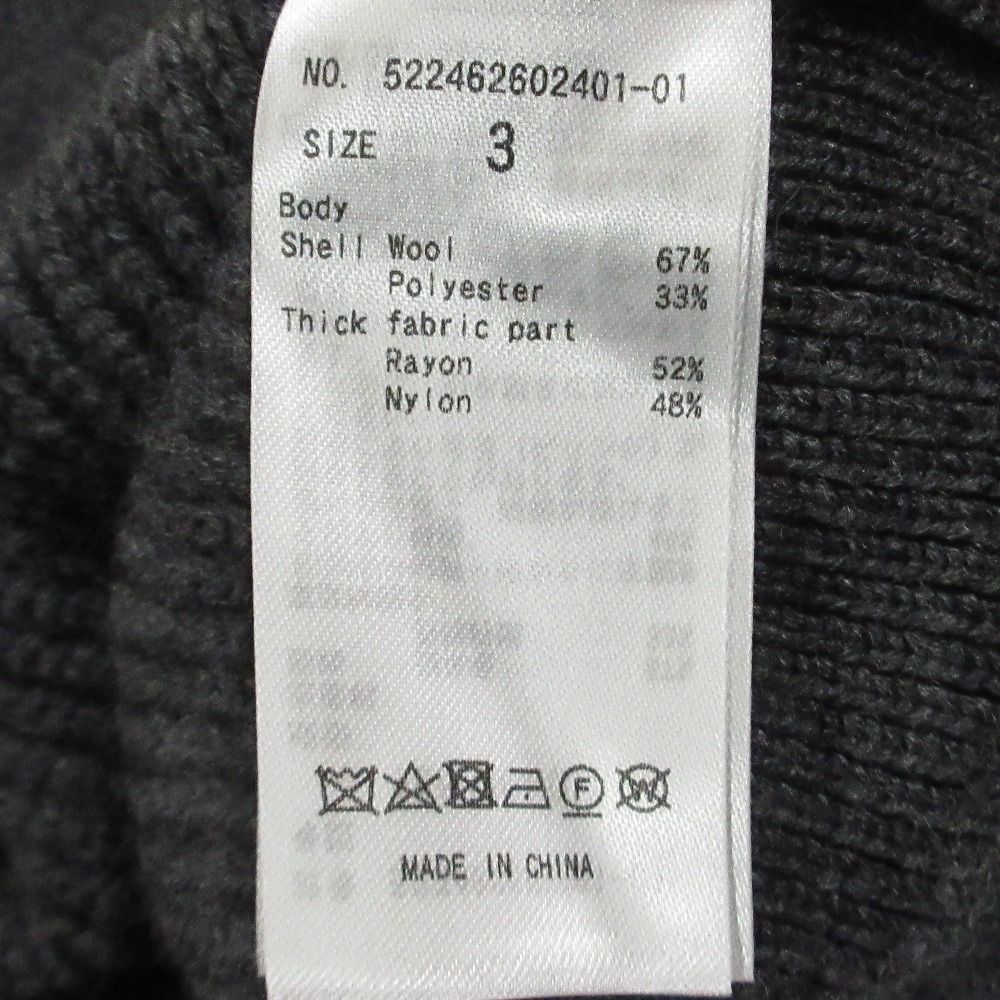 NO. 522462602401-01
SIZE 3
Body
Shell Wool 67%
Polyester 33%
Thick fabric part
Rayon 52%
Nylon 48%
F W
MADE IN CHINA